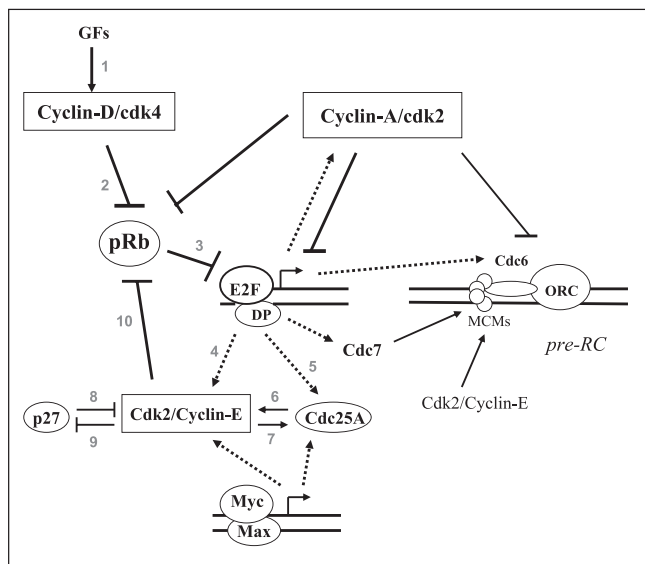 GFs
1
Cyclin-D/cdk4
Cyclin-A/cdk2
2
pRb
3
E2F
DP
Cdc6
ORC
MCMs
pre-RC
10
4
5
Cdc7
Cdk2/Cyclin-E
p27
8
9
Cdk2/Cyclin-E
6
7
Cdc25A
Myc
Max